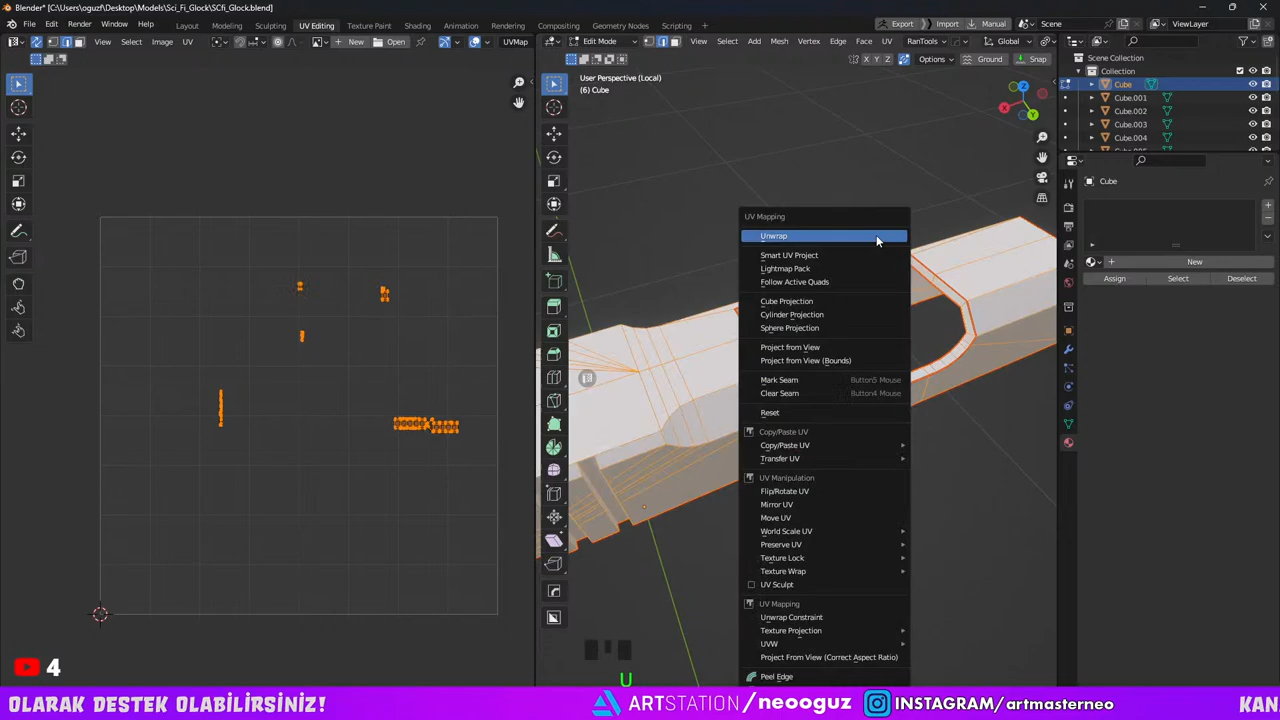 Blender* [C:\Users\oguzt\Desktop\Models\Sci_Fi_Glock\SCfi_Glock.blend]
File Edit Render Window Help Layout Modeling Sculpting UV Editing Texture Paint Shading Animation Rendering Compositing Geometry Nodes Scripting + Export Import Manual Scene ViewLayer
View Select Image UV New Open UVMap Edit Mode View Select Add Mesh Vertex Edge Face UV RanTools Global
X Y Z Options Ground Snap
User Perspective (Local)
(6) Cube
Scene Collection
Collection
Cube
Cube.001
Cube.002
Cube.003
Cube.004
Cube
New
Assign Select Deselect
UV Mapping
Unwrap
Smart UV Project
Lightmap Pack
Follow Active Quads
Cube Projection
Cylinder Projection
Sphere Projection
Project from View
Project from View (Bounds)
Mark Seam Button5 Mouse
Clear Seam Button4 Mouse
Reset
Copy/Paste UV
Copy/Paste UV
Transfer UV
UV Manipulation
Flip/Rotate UV
Mirror UV
Move UV
World Scale UV
Preserve UV
Texture Lock
Texture Wrap
UV Sculpt
UV Mapping
Unwrap Constraint
Texture Projection
UVW
Project From View (Correct Aspect Ratio)
Peel Edge
X Y Z
4
U
OLARAK DESTEK OLABİLİRSİNİZ! ARTSTATION/neooguz INSTAGRAM/artmasterneo KAN